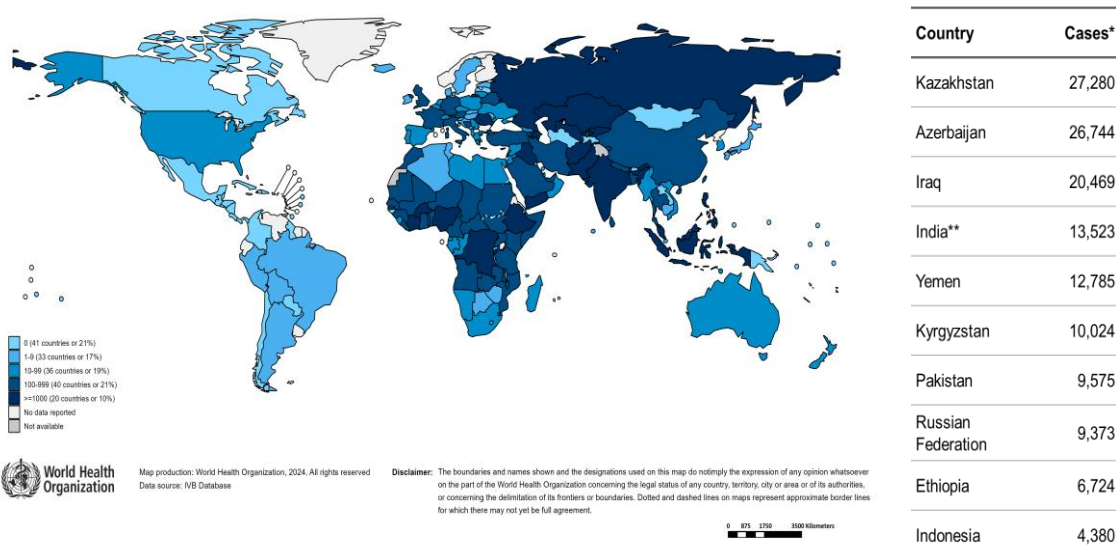 0 (41 countries or 21%)
1-9 (33 countries or 17%)
10-99 (36 countries or 19%)
100-999 (40 countries or 21%)
>=1000 (20 countries or 10%)
No data reported
Not available
World Health
Organization
Map production: World Health Organization, 2024. All rights reserved
Data source: IVB Database
Disclaimer: The boundaries and names shown and the designations used on this map do notimply the expression of any opinion whatsoever
on the part of the World Health Organization concerning the legal status of any country, territory, city or area or of its authorities,
or concerning the delimitation of its frontiers or boundaries. Dotted and dashed lines on maps represent approximate border lines
for which there may not yet be full agreement.
0 875 1750 3500 Kilometers
Country Cases*
Kazakhstan 27,280
Azerbaijan 26,744
Iraq 20,469
India** 13,523
Yemen 12,785
Kyrgyzstan 10,024
Pakistan 9,575
Russian
Federation 9,373
Ethiopia 6,724
Indonesia 4,380